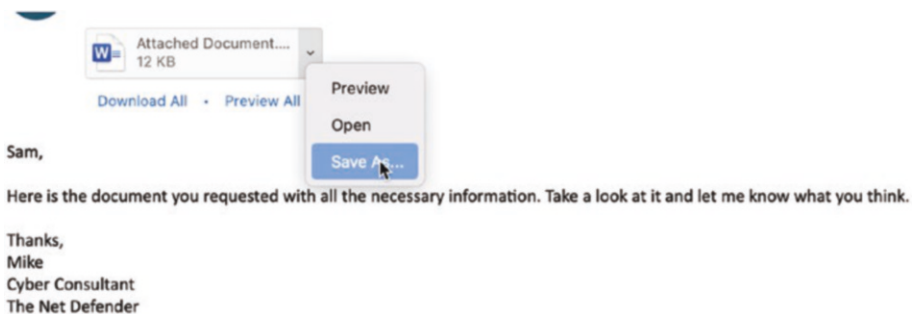 Attached Document....
12 KB
Download All • Preview All
Preview
Open
Save As...
Sam,
Here is the document you requested with all the necessary information. Take a look at it and let me know what you think.
Thanks,
Mike
Cyber Consultant
The Net Defender